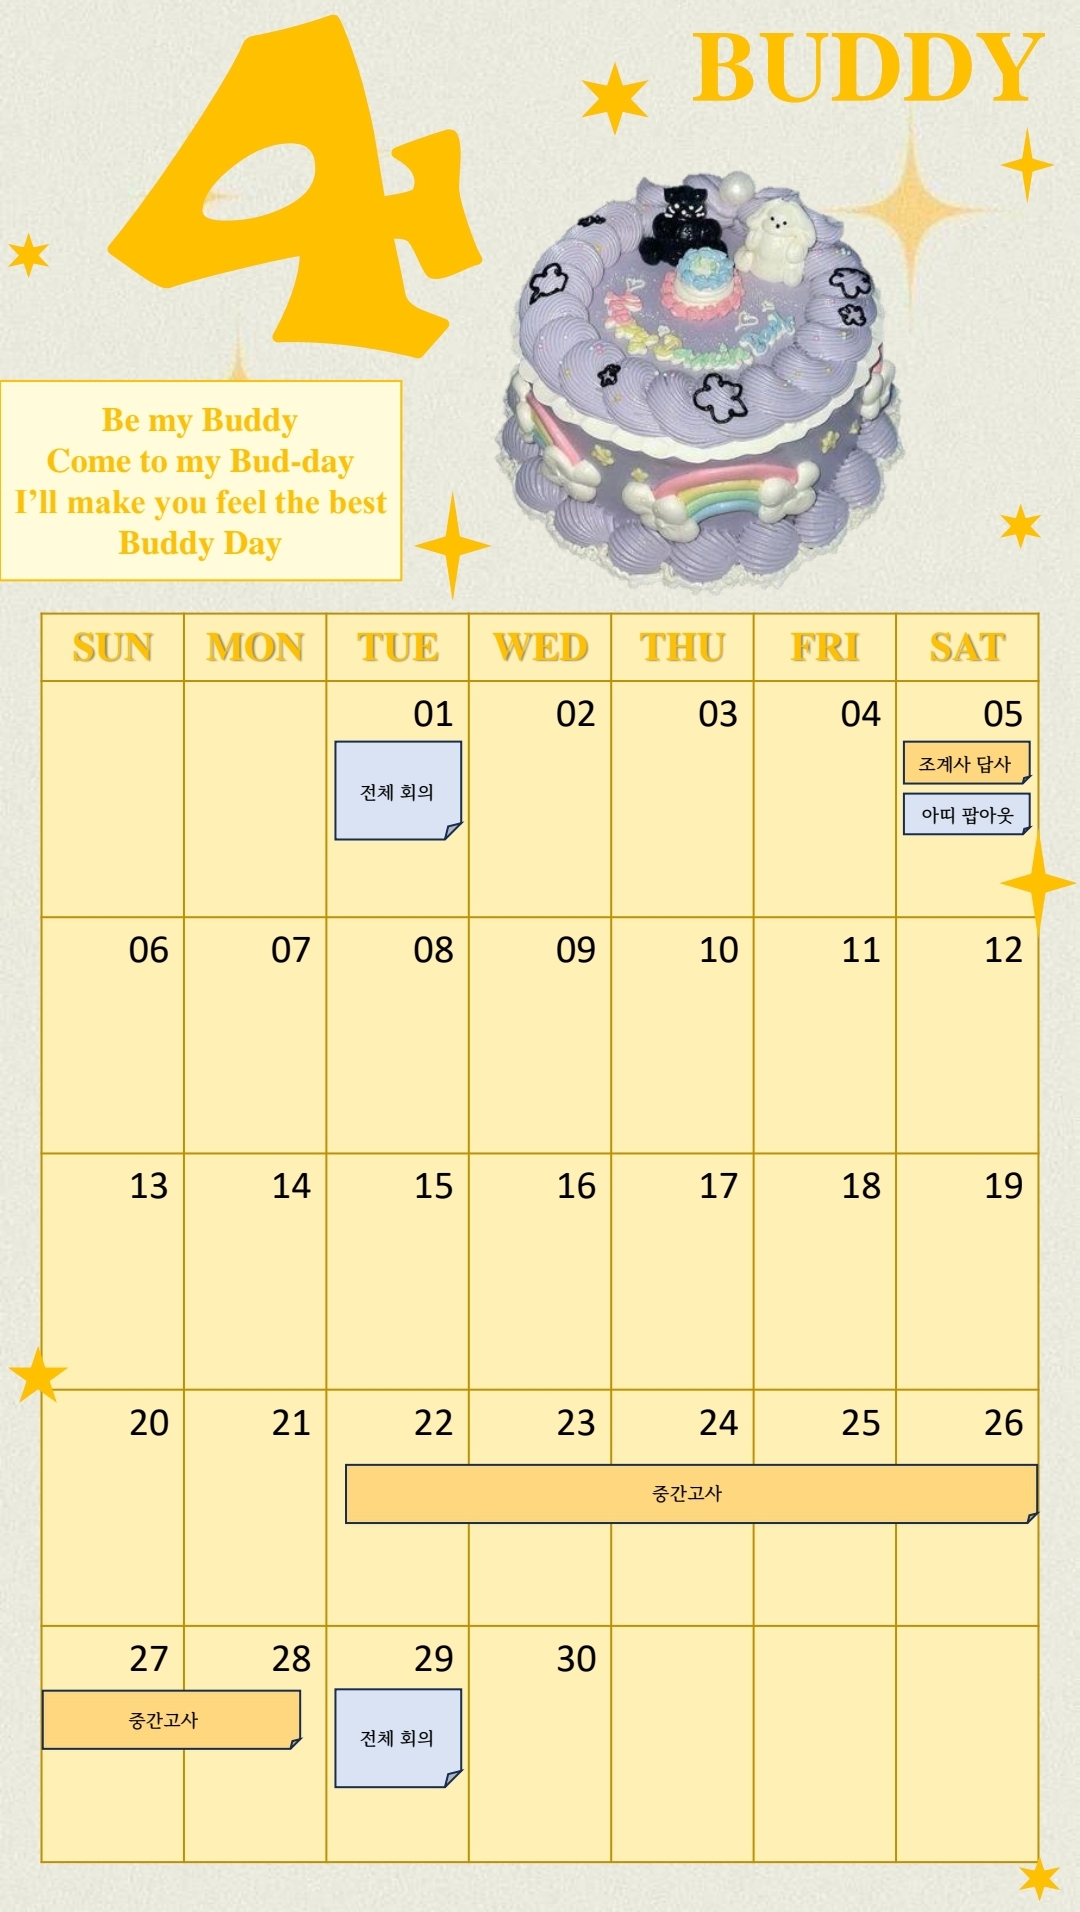 4
BUDDY
Be my Buddy
Come to my Bud-day
I’ll make you feel the best
Buddy Day
SUN MON TUE WED THU FRI SAT
01 02 03 04 05
전체 회의
조계사 답사
아띠 팝아웃
06 07 08 09 10 11 12
13 14 15 16 17 18 19
20 21 22 23 24 25 26
중간고사
27 28 29 30
중간고사
전체 회의